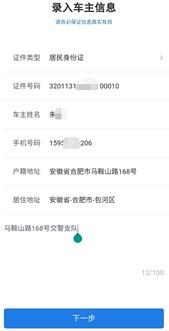 录入车主信息
请务必保证信息真实有效
证件类型 居民身份证
证件号码 3201131 00010
车主姓名 朱
手机号码 1595 206
户籍地址 安徽省合肥市马鞍山路168号
居住地址 安徽省-合肥市-包河区
马鞍山路168号交警支队
12/100
下一步